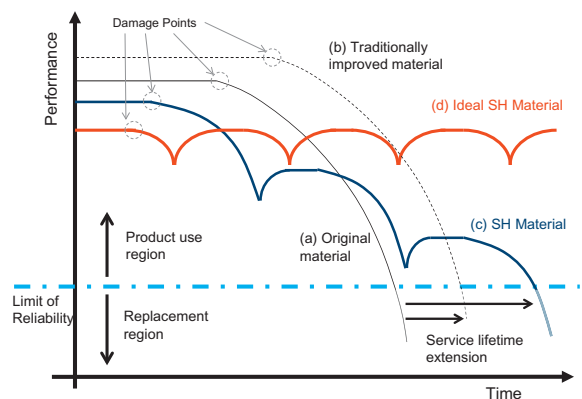 Damage Points
(b) Traditionally
improved material
Performance
(d) Ideal SH Material
Product use
region
(a) Original
material
(c) SH Material
Limit of
Reliability
Replacement
region
Service lifetime
extension
Time